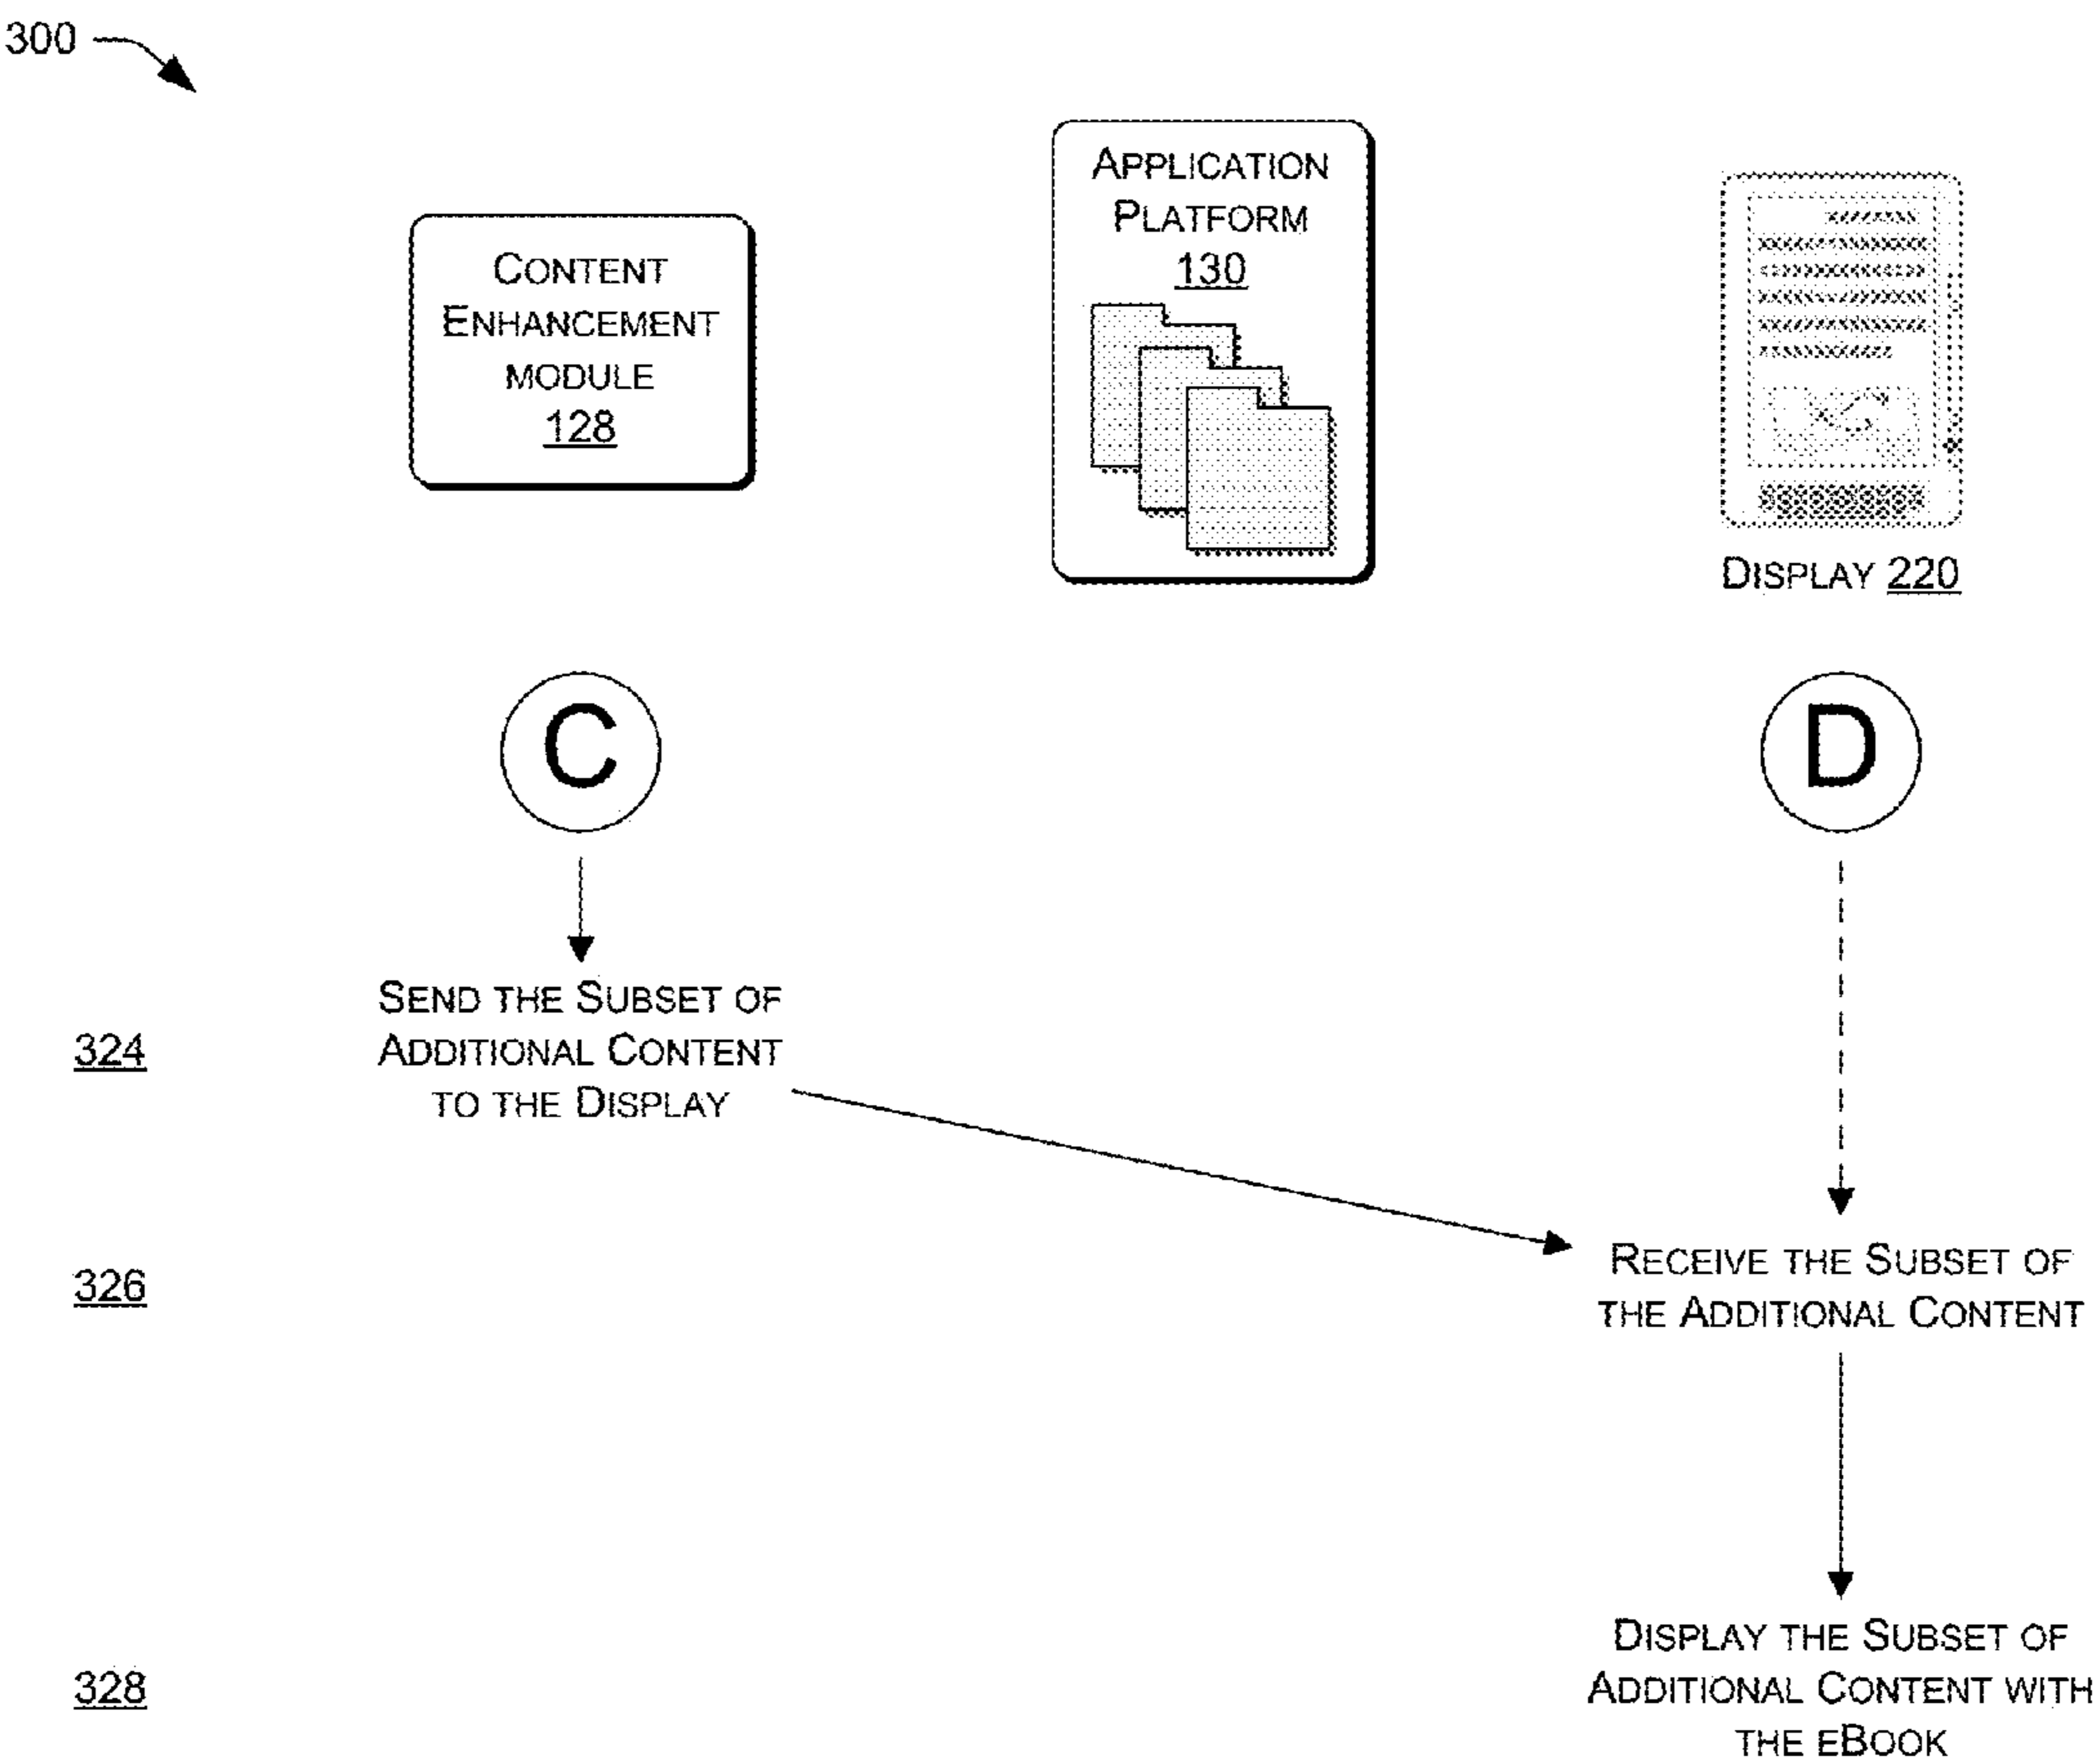 300
APPLICATION
PLATFORM
130
CONTENT
ENHANCEMENT
MODULE
128
DISPLAY 220
C
D
SEND THE SUBSET OF
324
ADDITIONAL CONTENT
TO THE DISPLAY
RECEIVE THE SUBSET OF
326
THE ADDITIONAL CONTENT
DISPLAY THE SUBSET OF
328
ADDITIONAL CONTENT WITH
THE EBOOK